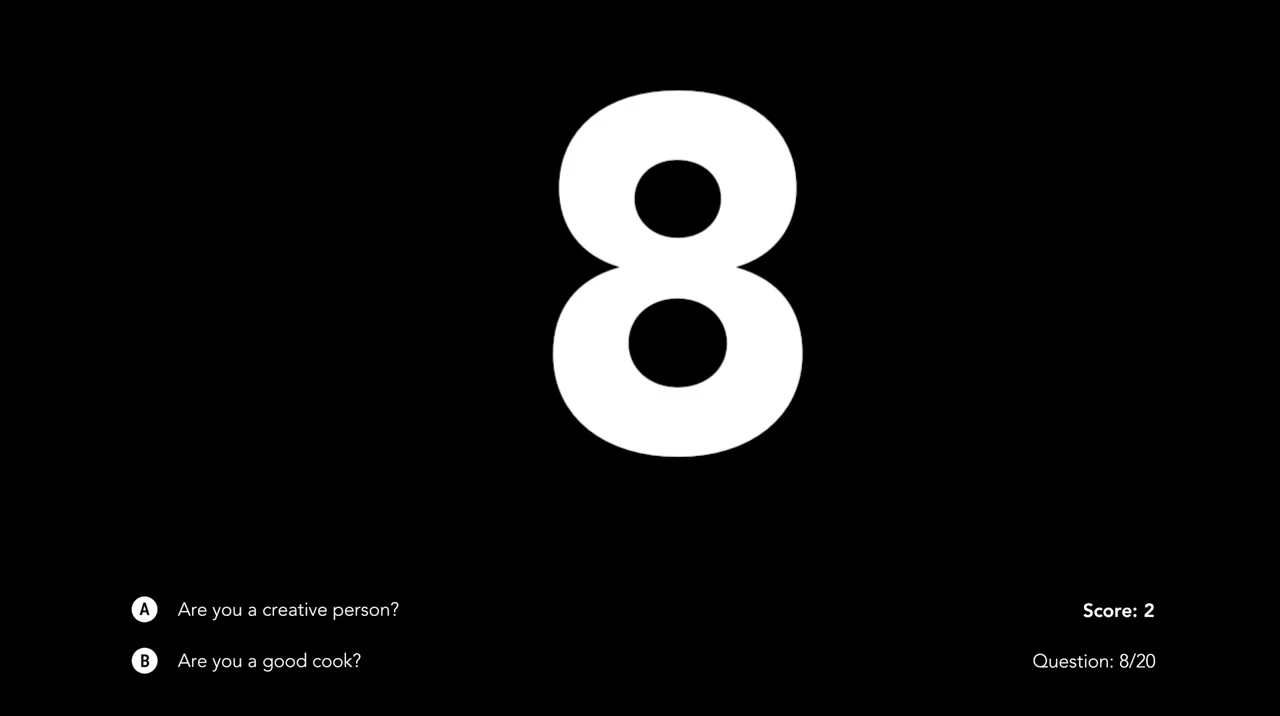 8
A Are you a creative person?
Score: 2
B Are you a good cook?
Question: 8/20